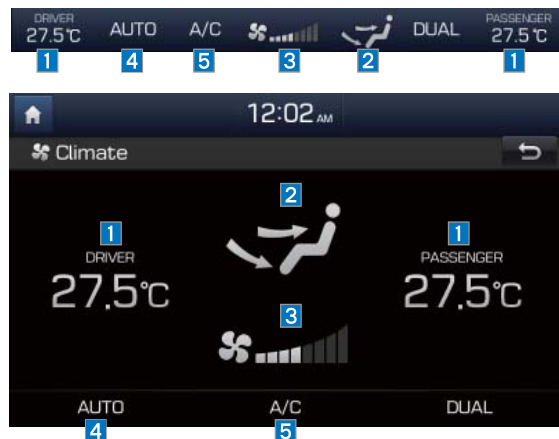 DRIVER AUTO A/C DUAL PASSENGER
27.5℃ 27.5℃
1 4 5 3 2 1
12:02 AM
Climate
2
1 1
DRIVER PASSENGER
27.5℃ 27.5℃
3
AUTO A/C DUAL
4 5